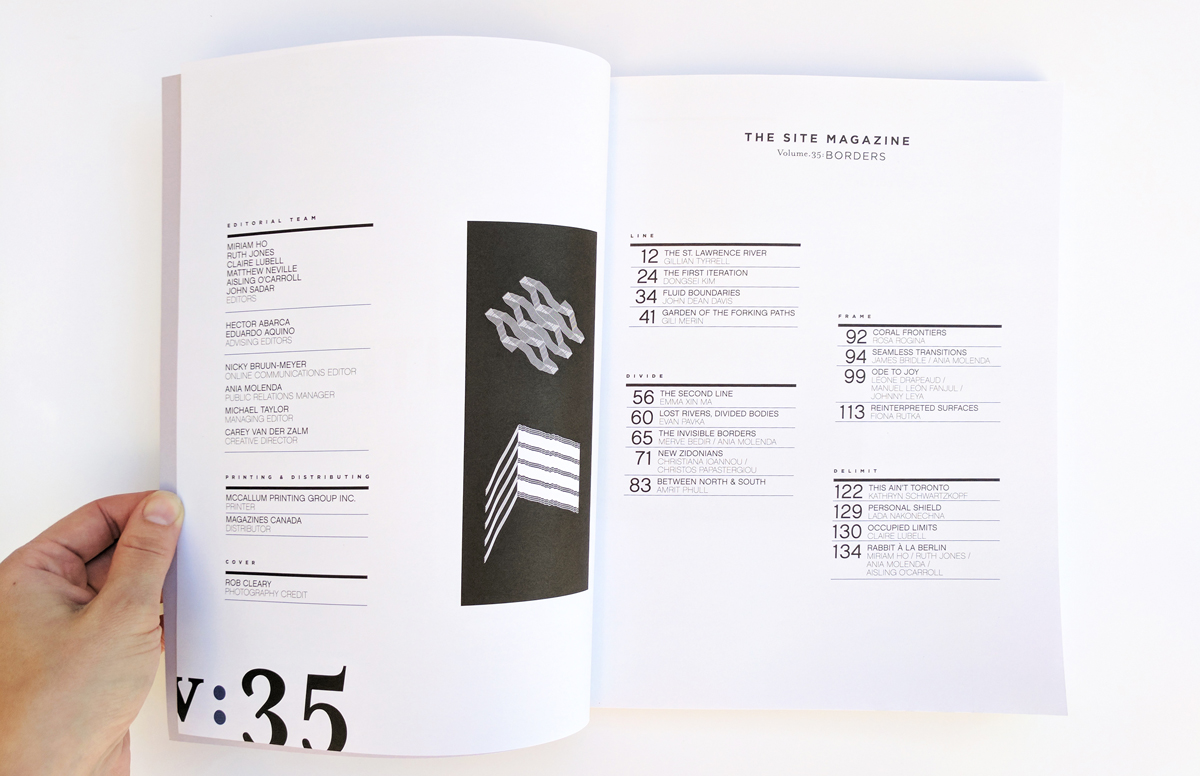 EDITORIAL TEAM
MIRIAM HO
RUTH JONES
CLAIRE LUBELL
MATTHEW NEVILLE
AISLING O'CARROLL
JOHN SADAR
EDITORS
HECTOR ABARCA
EDUARDO AQUINO
ADVISING EDITORS
NICKY BRUUN-MEYER
ONLINE COMMUNICATIONS EDITOR
ANIA MOLENDA
PUBLIC RELATIONS MANAGER
MICHAEL TAYLOR
MANAGING EDITOR
CAREY VAN DER ZALM
CREATIVE DIRECTOR
PRINTING & DISTRIBUTING
MCCALLUM PRINTING GROUP INC.
PRINTER
MAGAZINES CANADA
DISTRIBUTOR
COVER
ROB CLEARY
PHOTOGRAPHY CREDIT
v:35
THE SITE MAGAZINE
Volume.35:BORDERS
LINE
12 THE ST. LAWRENCE RIVER
GILLIAN TYRRELL
24 THE FIRST ITERATION
DONGSEI KIM
34 FLUID BOUNDARIES
JOHN DEAN DAVIS
41 GARDEN OF THE FORKING PATHS
GILI MERIN
DIVIDE
56 THE SECOND LINE
EMMA XIN MA
60 LOST RIVERS, DIVIDED BODIES
EVAN PAVKA
65 THE INVISIBLE BORDERS
MERVE BEDIR / ANIA MOLENDA
71 NEW ZIDONIANS
CHRISTIANA IOANNOU /
CHRISTOS PAPASTERGIOU
83 BETWEEN NORTH & SOUTH
AMRIT PHULL
FRAME
92 CORAL FRONTIERS
ROSA ROGINA
94 SEAMLESS TRANSITIONS
JAMES BRIDLE / ANIA MOLENDA
99 ODE TO JOY
LÉONE DRAPEAUD /
MANUEL LEÓN FANJUL /
JOHNNY LEYA
113 REINTERPRETED SURFACES
FIONA RUTKA
DELIMIT
122 THIS AIN'T TORONTO
KATHRYN SCHWARTZKOPF
129 PERSONAL SHIELD
LADA NAKONECHNA
130 OCCUPIED LIMITS
CLAIRE LUBELL
134 RABBIT À LA BERLIN
MIRIAM HO / RUTH JONES /
ANIA MOLENDA /
AISLING O'CARROLL